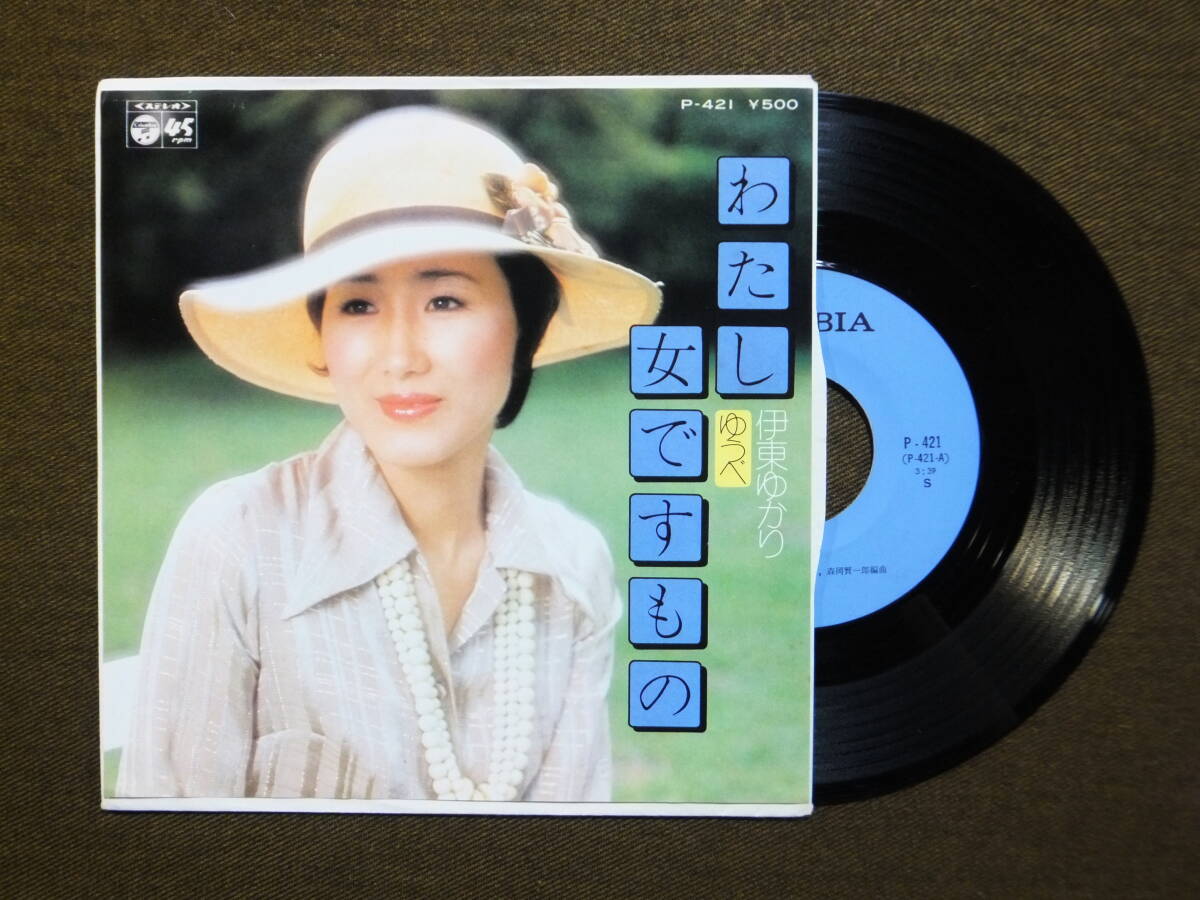 <ステレオ>
Columbia
45
rpm
P-421 ¥500
わたし
女ですもの
伊東ゆかり
ゆうべ
BIA
P-421
(P-421-A)
3:39
S
, 森岡賢一郎編曲